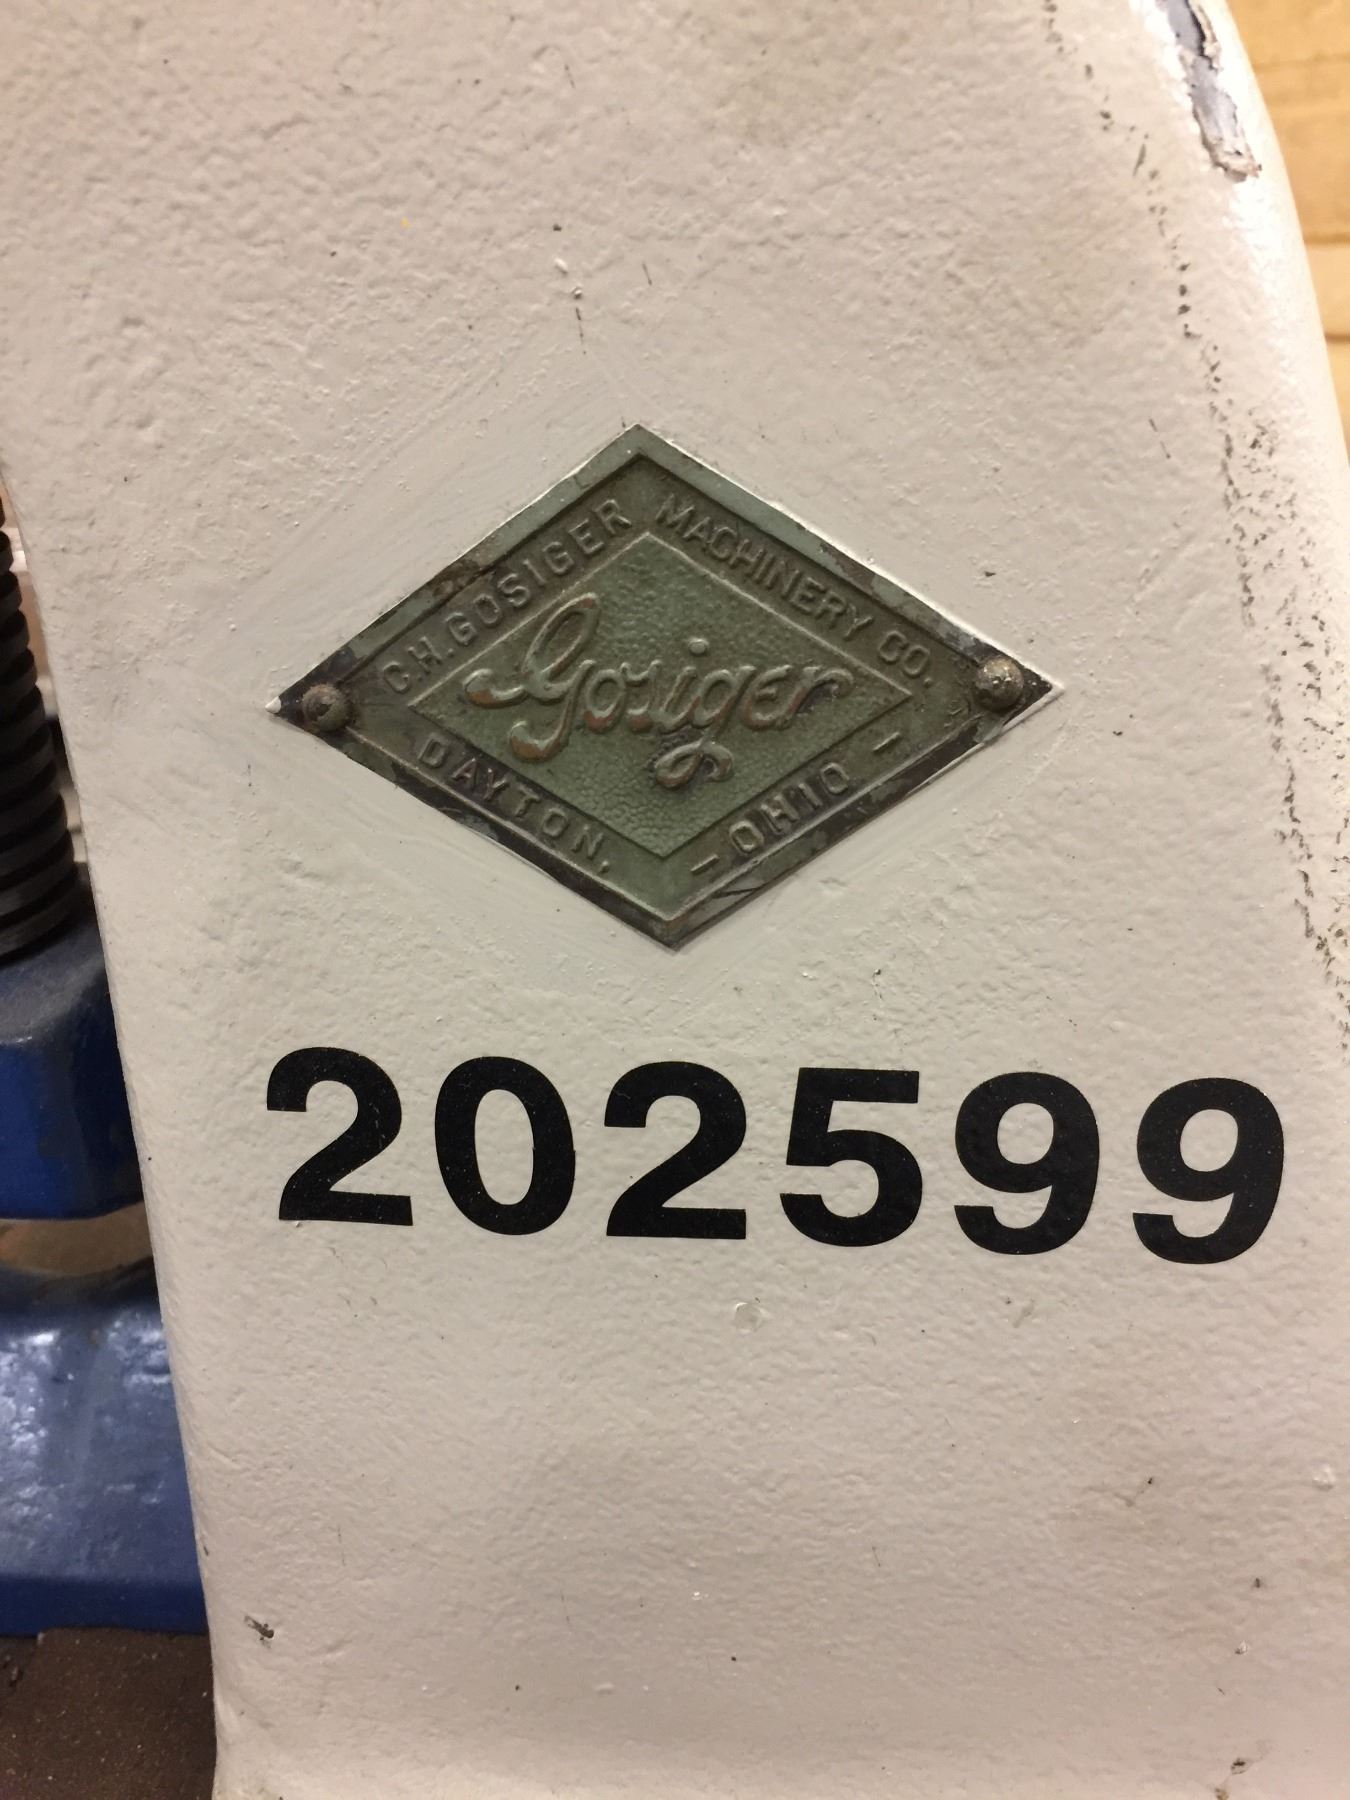 C.H. GOSIGER MACHINERY CO.
Gosiger
DAYTON, - OHIO -
202599